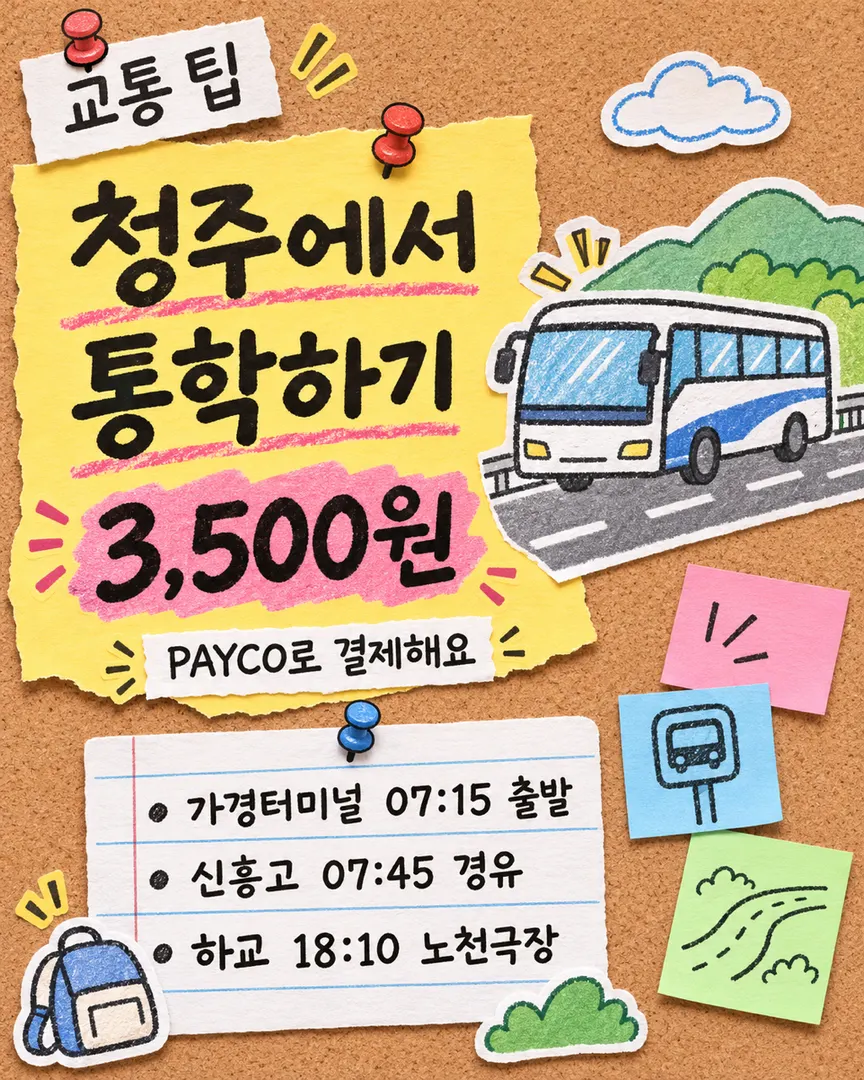 교통 팁
청주에서
통학하기
3,500원
PAYCO로 결제해요
• 가경터미널 07:15 출발
• 신흥고 07:45 경유
• 하교 18:10 노천극장